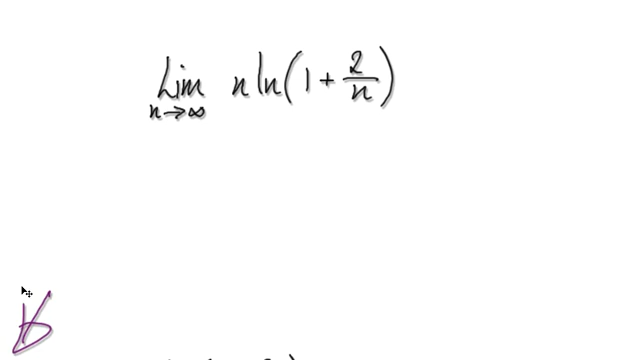 lim n→∞ n ln(1 + 2/n)